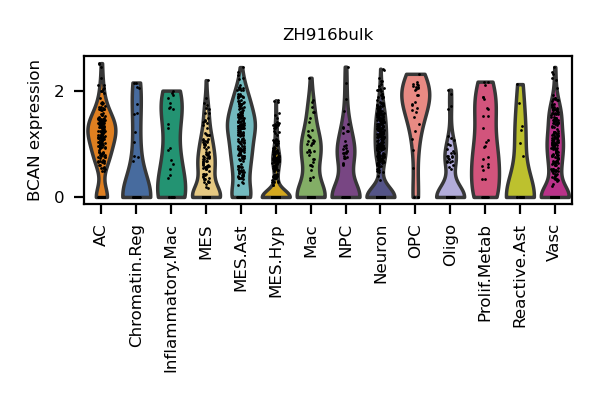 ZH916bulk
BCAN expression
2
0
AC
Chromatin.Reg
Inflammatory.Mac
MES
MES.Ast
MES.Hyp
Mac
NPC
Neuron
OPC
Oligo
Prolif.Metab
Reactive.Ast
Vasc